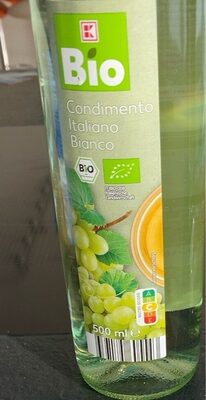 K
Bio
Condimento
Italiano
Bianco
BIO
500 ml e